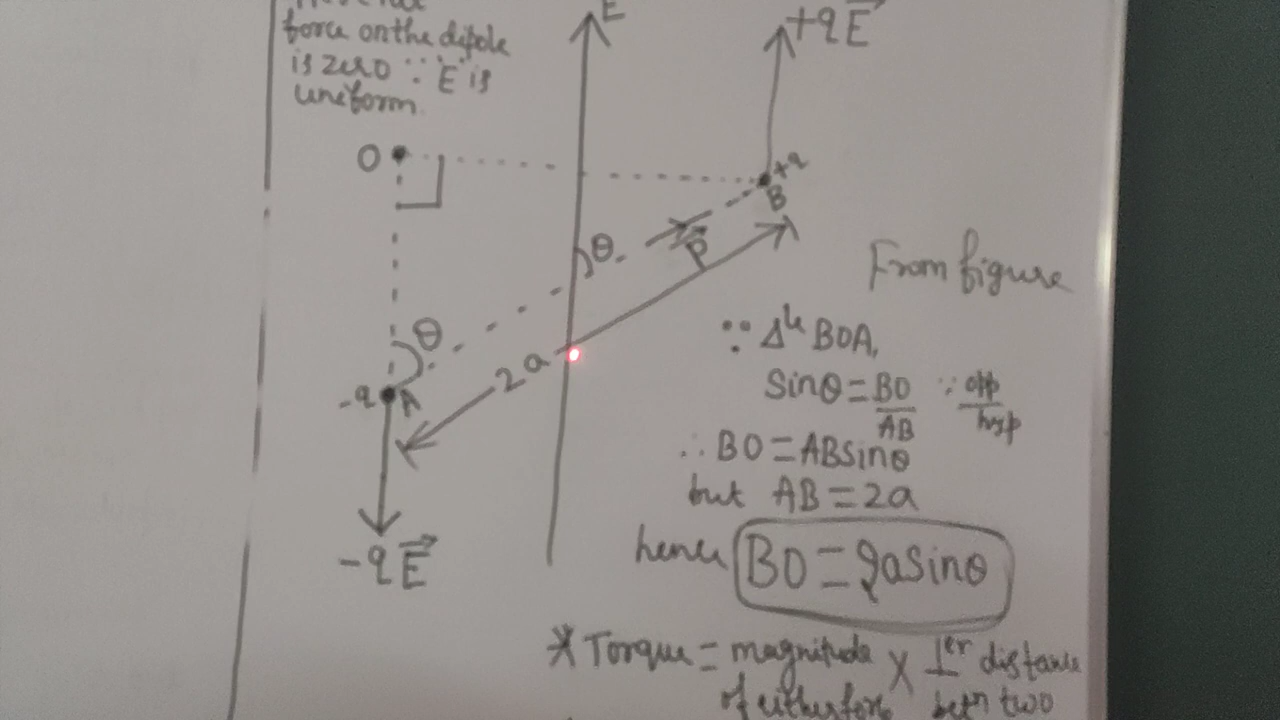 force on the dipole
is zero ∵ E is
uniform.
E
+qE⃗
O
+q
B
θ
P⃗
θ
2a
-q
A
-qE⃗
From figure
∵ Δle BOA,
Sinθ = BO/AB ∵ opp/hyp
∴ BO = ABsinθ
but AB = 2a
hence BO = 2aSinθ
* Torque = magnitude × ⊥er distance
of either force betn two